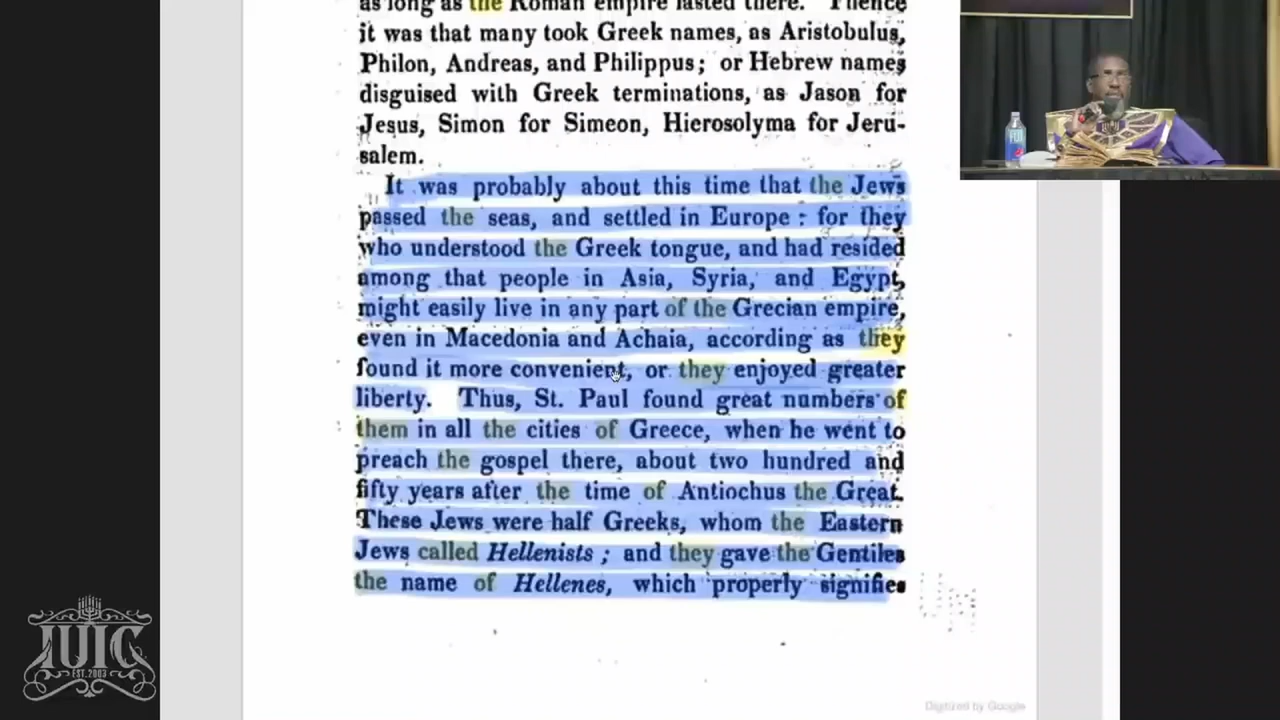 as long as the Roman empire lasted there. Thence
it was that many took Greek names, as Aristobulus,
Philon, Andreas, and Philippus; or Hebrew names
disguised with Greek terminations, as Jason for
Jesus, Simon for Simeon, Hierosolyma for Jeru-
salem.
It was probably about this time that the Jews
passed the seas, and settled in Europe: for they
who understood the Greek tongue, and had resided
among that people in Asia, Syria, and Egypt,
might easily live in any part of the Grecian empire,
even in Macedonia and Achaia, according as they
found it more convenient, or they enjoyed greater
liberty. Thus, St. Paul found great numbers of
them in all the cities of Greece, when he went to
preach the gospel there, about two hundred and
fifty years after the time of Antiochus the Great.
These Jews were half Greeks, whom the Eastern
Jews called Hellenists; and they gave the Gentiles
the name of Hellenes, which properly signifies
Digitized by Google
IUIC
EST. 2003